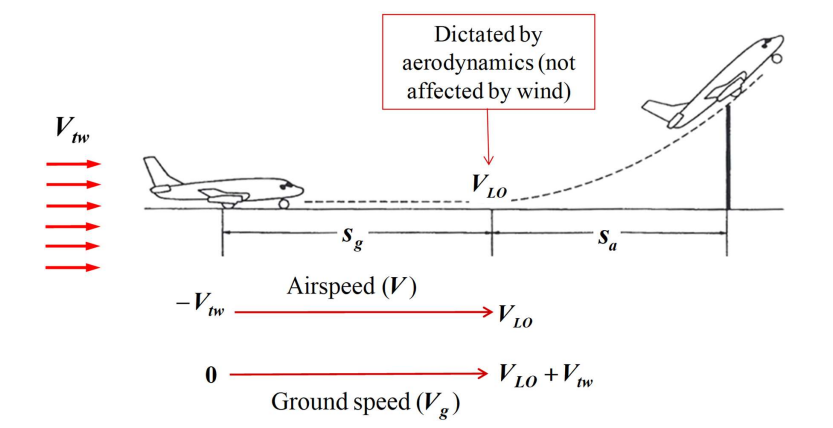 Dictated by
aerodynamics (not
affected by wind)
V_tw
V_LO
s_g
s_a
Airspeed (V)
−V_tw
V_LO
0
V_LO + V_tw
Ground speed (V_g)